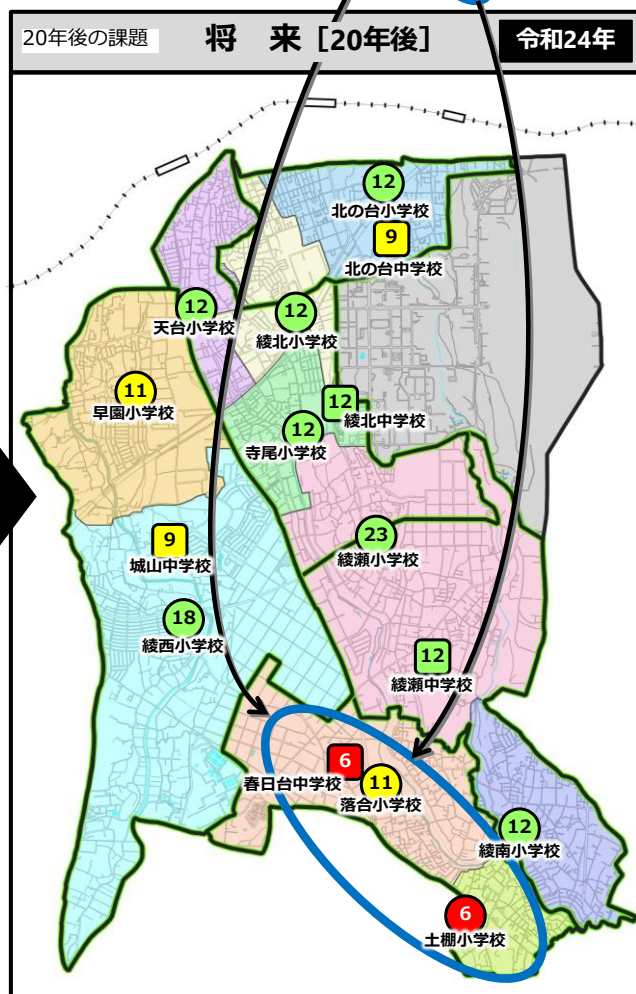 20年後の課題
将 来 [20年後]
令和24年
12
北の台小学校
9
北の台中学校
12
天台小学校
12
綾北小学校
11
早園小学校
12
綾北中学校
12
寺尾小学校
23
綾瀬小学校
9
城山中学校
18
綾西小学校
12
綾瀬中学校
6
春日台中学校
11
落合小学校
12
綾南小学校
6
土棚小学校